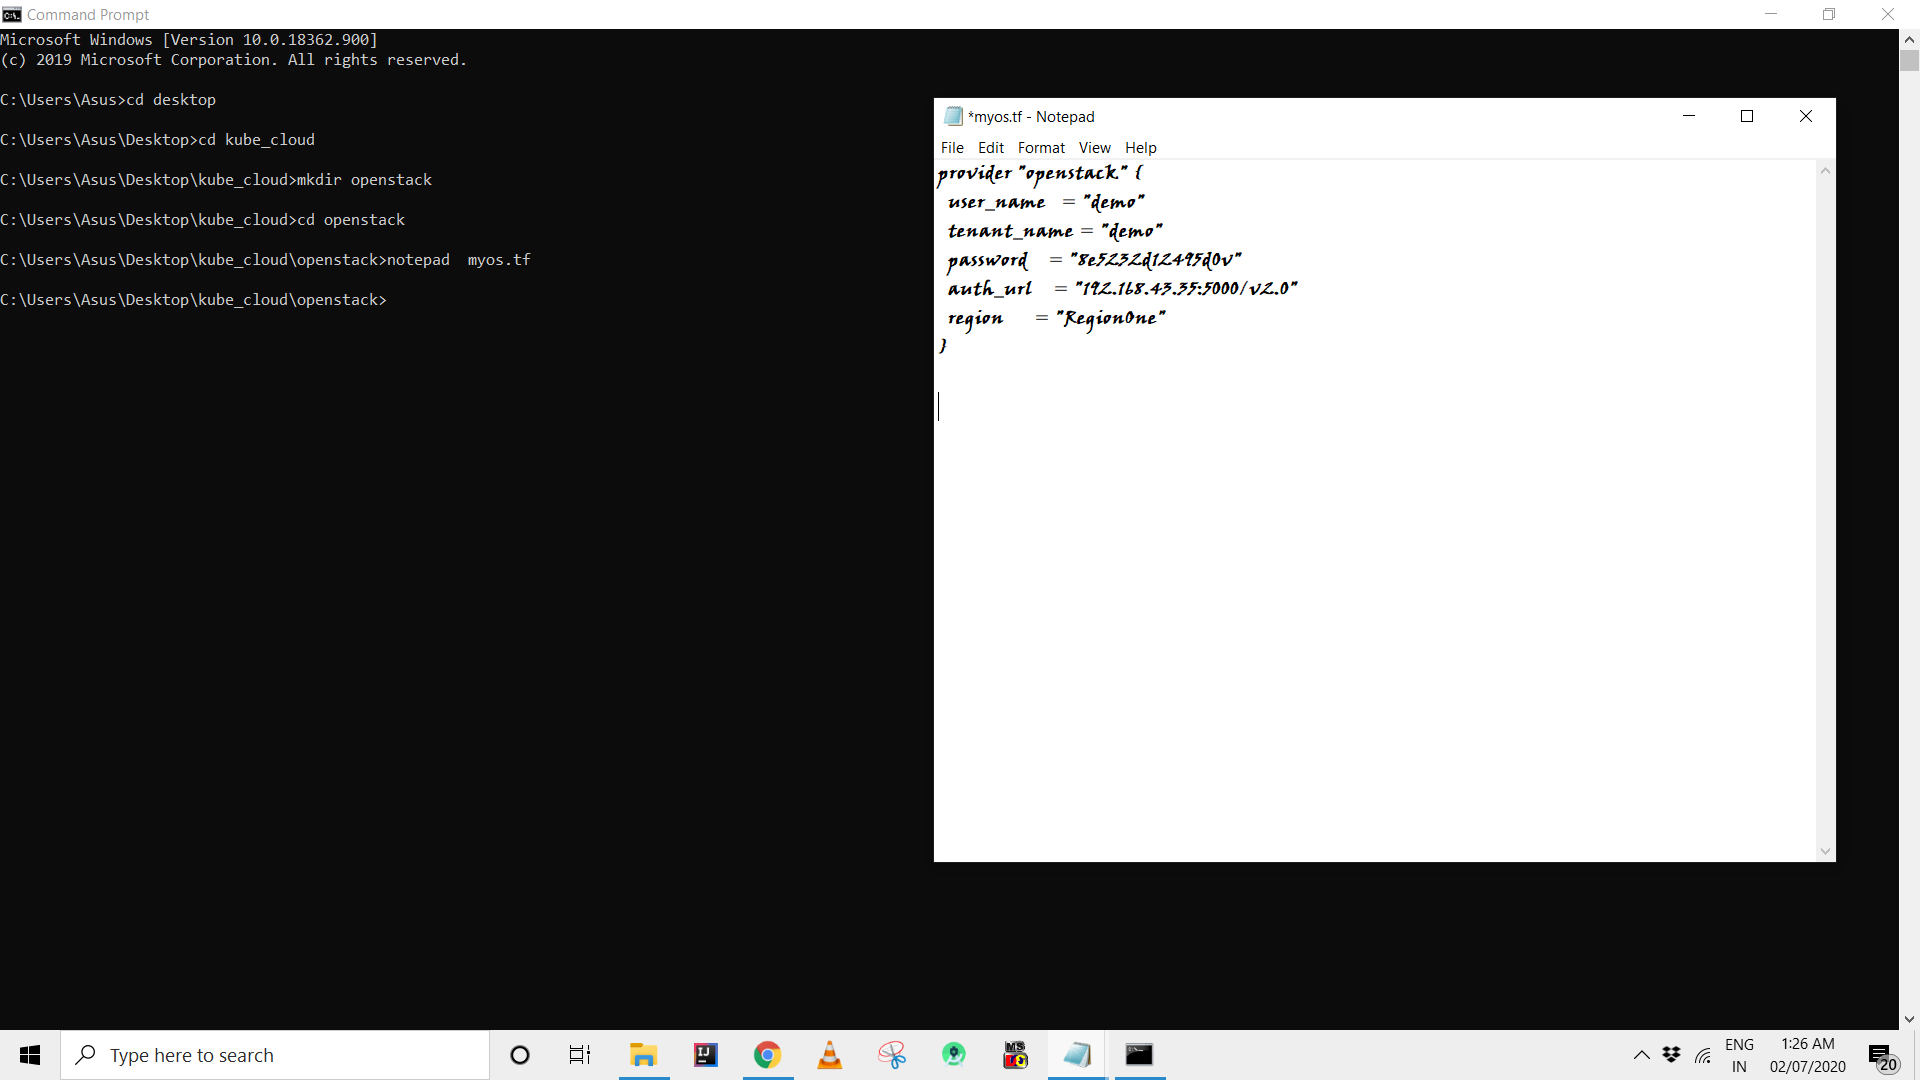 Command Prompt
Microsoft Windows [Version 10.0.18362.900]
(c) 2019 Microsoft Corporation. All rights reserved.
C:\Users\Asus>cd desktop
C:\Users\Asus\Desktop>cd kube_cloud
C:\Users\Asus\Desktop\kube_cloud>mkdir openstack
C:\Users\Asus\Desktop\kube_cloud>cd openstack
C:\Users\Asus\Desktop\kube_cloud\openstack>notepad  myos.tf
C:\Users\Asus\Desktop\kube_cloud\openstack>
*myos.tf - Notepad
File Edit Format View Help
provider "openstack" {
user_name = "demo"
tenant_name = "demo"
password = "8e5232d12495d0v"
auth_url = "192.168.43.35:5000/v2.0"
region = "RegionOne"
}
Type here to search
ENG
IN
1:26 AM
02/07/2020
20